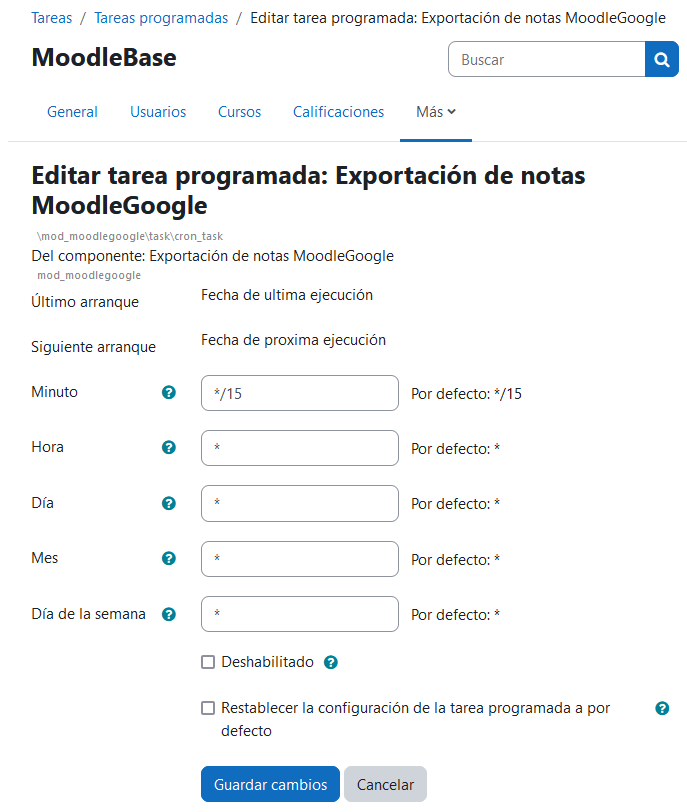 Tareas / Tareas programadas / Editar tarea programada: Exportación de notas MoodleGoogle
MoodleBase
Buscar
General Usuarios Cursos Calificaciones Más
Editar tarea programada: Exportación de notas
MoodleGoogle
\mod_moodlegoogle\task\cron_task
Del componente: Exportación de notas MoodleGoogle
mod_moodlegoogle
Último arranque Fecha de ultima ejecución
Siguiente arranque Fecha de proxima ejecución
Minuto ? */15 Por defecto: */15
Hora ? * Por defecto: *
Día ? * Por defecto: *
Mes ? * Por defecto: *
Día de la semana ? * Por defecto: *
Deshabilitado ?
Restablecer la configuración de la tarea programada a por ?
defecto
Guardar cambios Cancelar